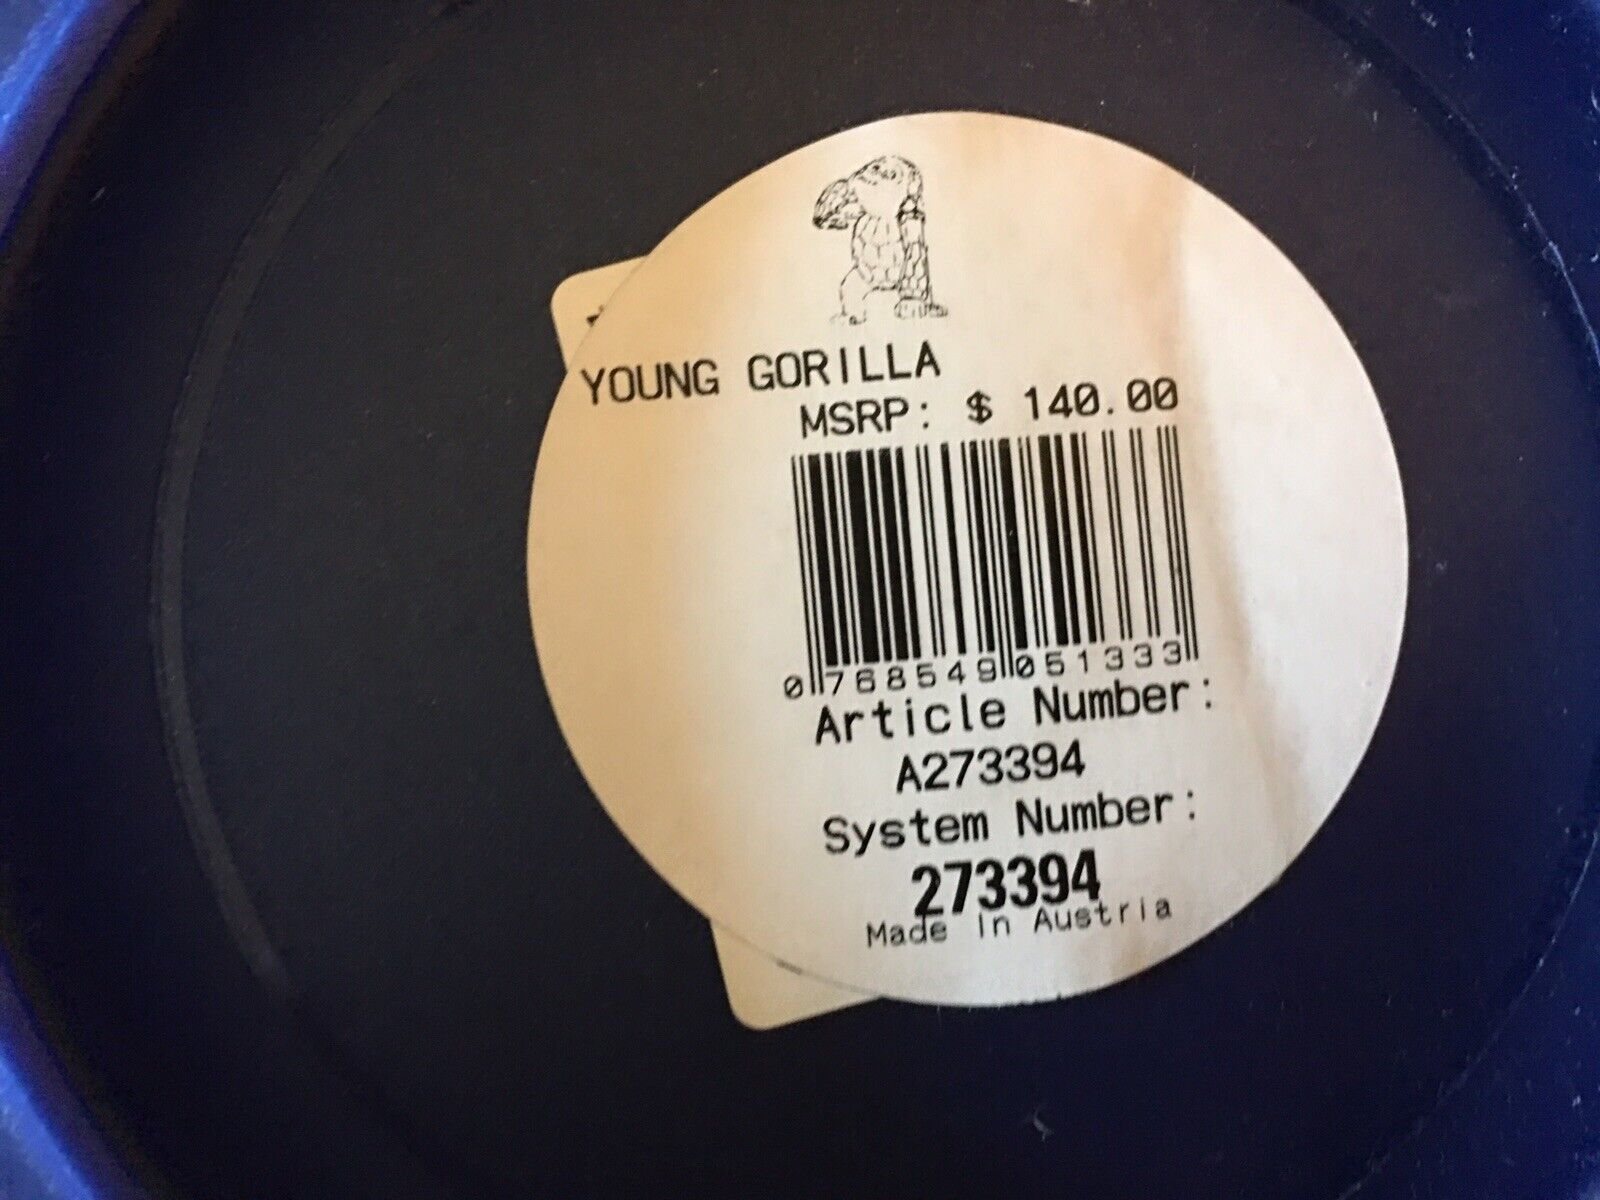 YOUNG GORILLA
MSRP: $ 140.00
0 768549 051333
Article Number:
A273394
System Number:
273394
Made In Austria